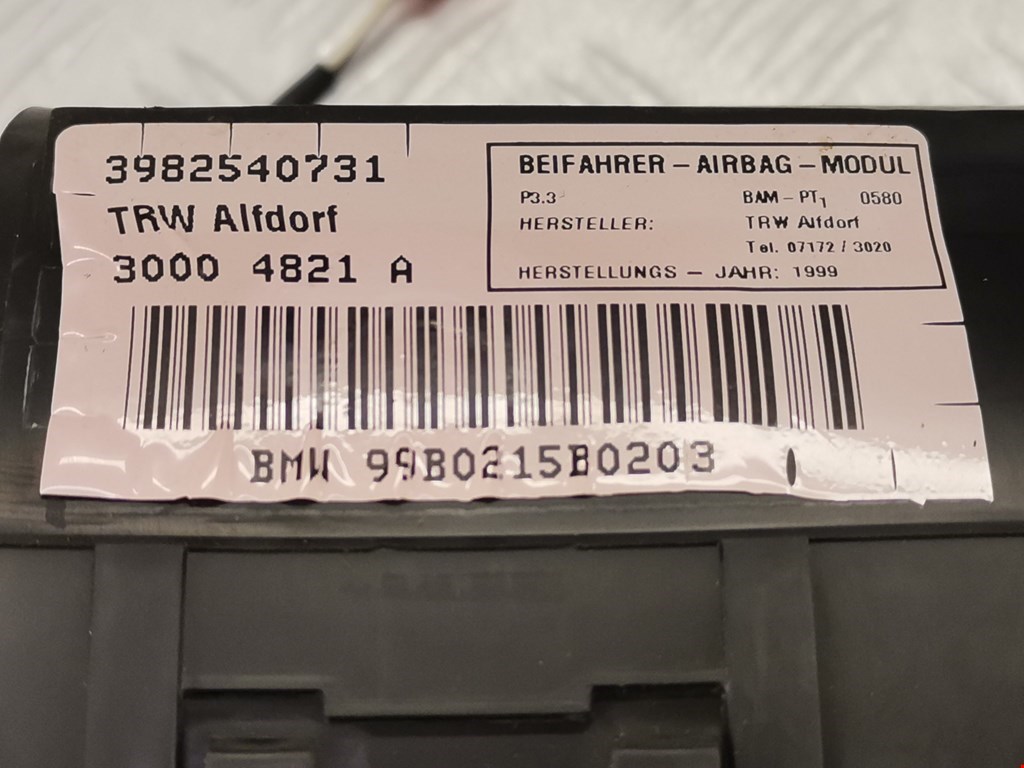 3982540731
TRW Alfdorf
3000 4821 A
BEIFAHRER – AIRBAG – MODUL
P3.3 BAM – PT1 0580
HERSTELLER: TRW Alfdorf
Tel. 07172 / 3020
HERSTELLUNGS – JAHR: 1999
BMW 99B0215B0203